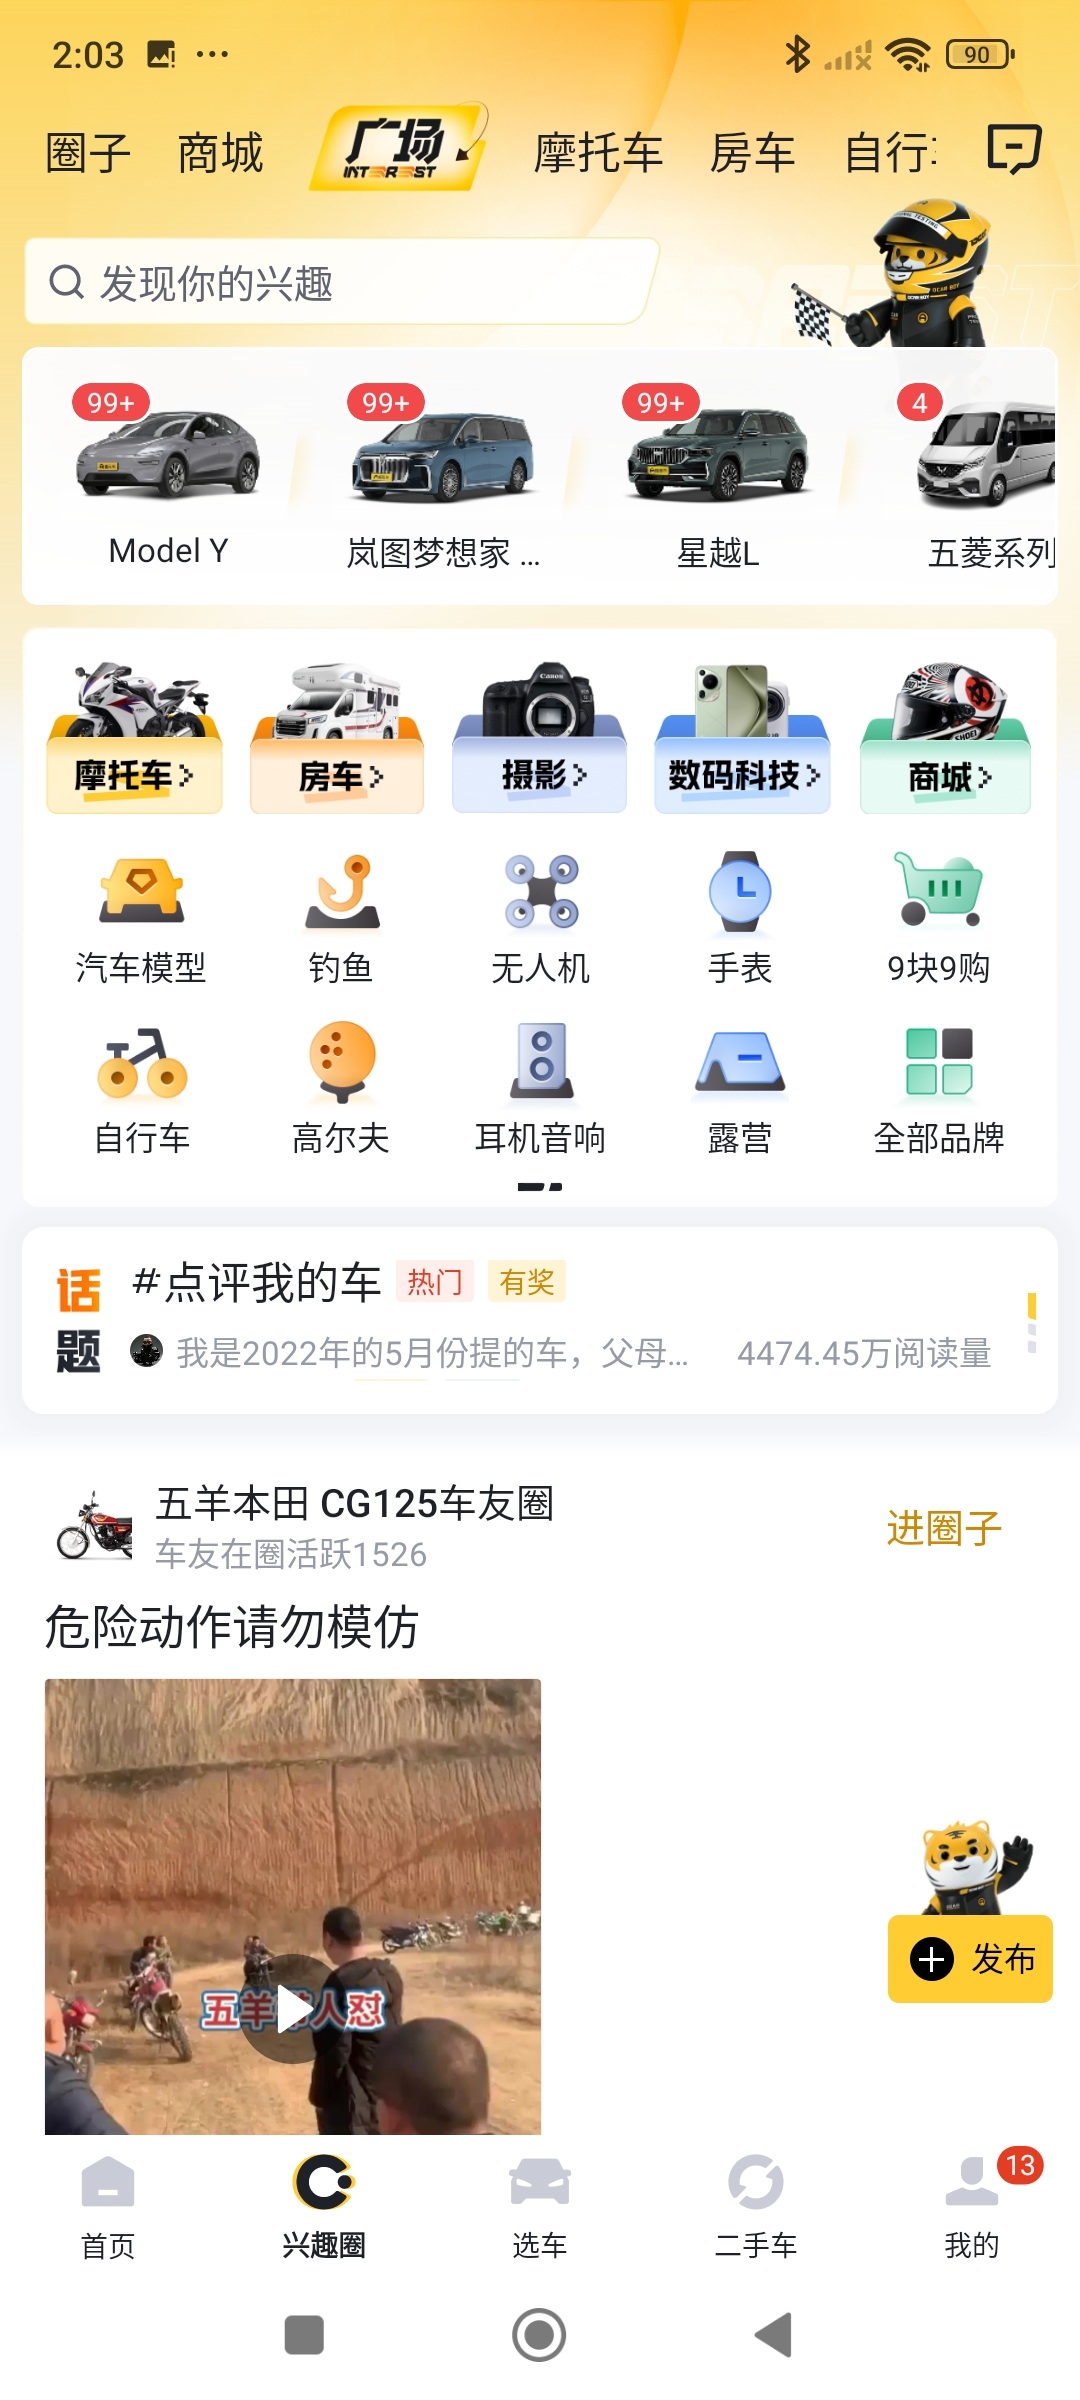 2:03
90
圈子 商城 广场 INTEREST 摩托车 房车 自行
发现你的兴趣
99+ 99+ 99+ 4
Model Y 岚图梦想家 ... 星越L 五菱系列
摩托车 房车 摄影 数码科技 商城
汽车模型 钓鱼 无人机 手表 9块9购
自行车 高尔夫 耳机音响 露营 全部品牌
话题
#点评我的车 热门 有奖
我是2022年的5月份提的车，父母... 4474.45万阅读量
五羊本田 CG125车友圈
车友在圈活跃1526
进圈子
危险动作请勿模仿
五羊 人怼
发布
13
首页 兴趣圈 选车 二手车 我的